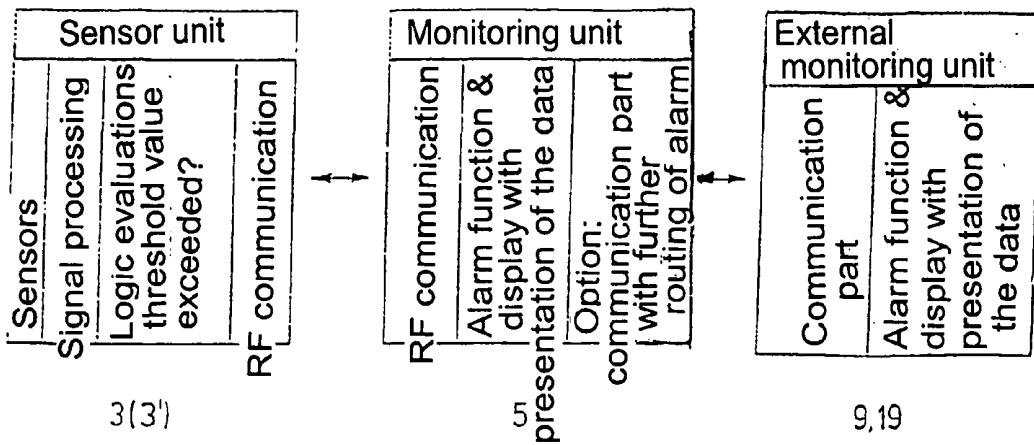 Sensor unit
Sensors
Signal processing
Logic evaluations
threshold value
exceeded?
RF communication
3(3')
Monitoring unit
RF communication
Alarm function &
display with
presentation of the data
Option:
communication part
with further
routing of alarm
5
External
monitoring unit
Communication
part
Alarm function &
display with
presentation of
the data
9,19